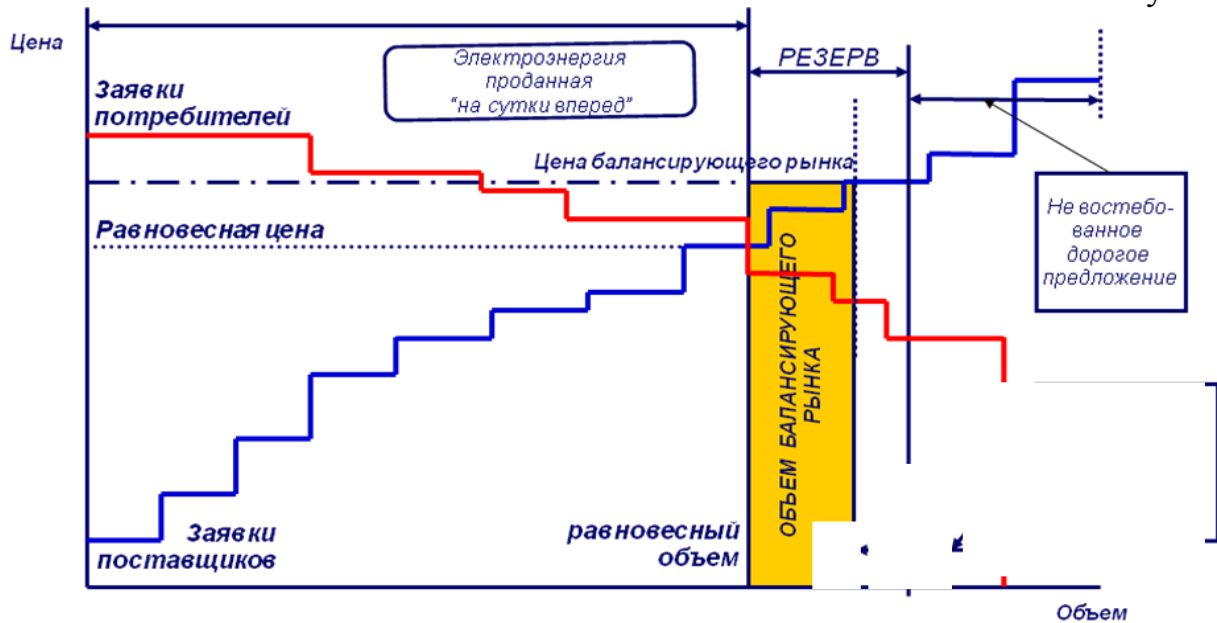 у
Цена
Электроэнергия
проданная
"на сутки вперед"
РЕЗЕРВ
Заявки
потребителей
Цена балансирующего рынка
Равновесная цена
Не востебо-
ванное
дорогое
предложение
ОБЪЕМ БАЛАНСИРУЮЩЕГО
РЫНКА
Заявки
поставщиков
равновесный
объем
Объем